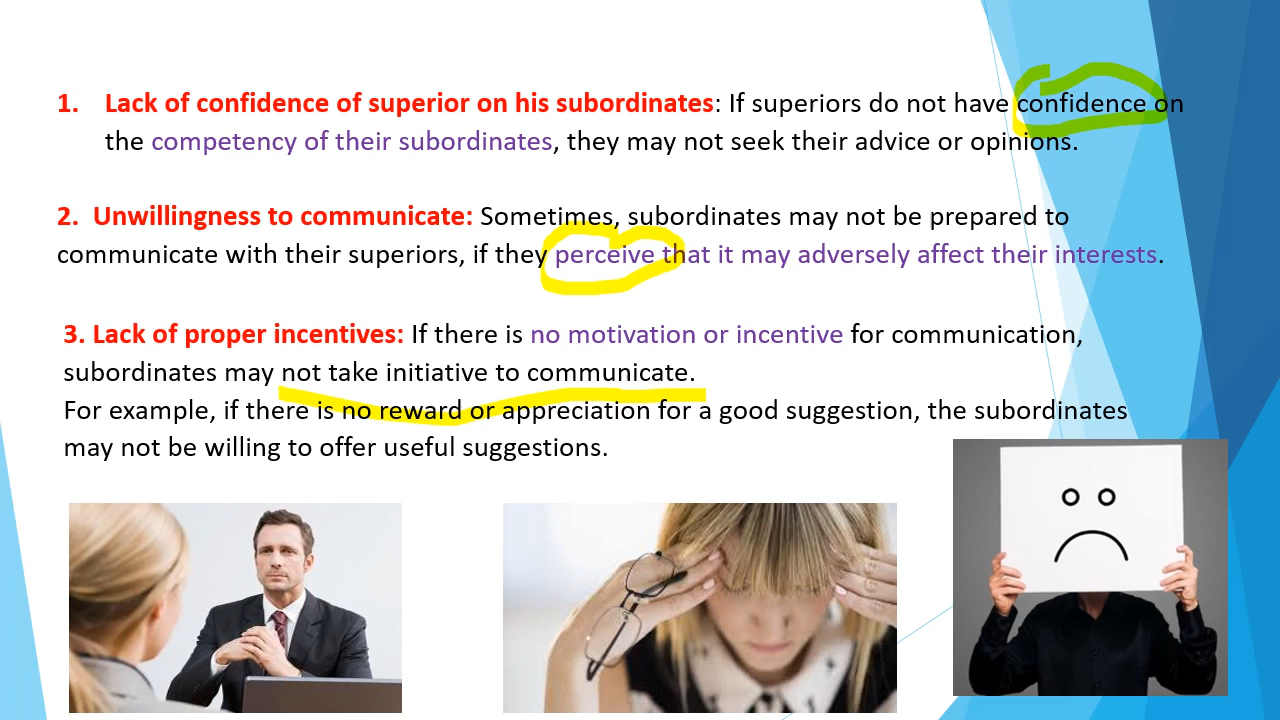 1. Lack of confidence of superior on his subordinates: If superiors do not have confidence on
the competency of their subordinates, they may not seek their advice or opinions.
2. Unwillingness to communicate: Sometimes, subordinates may not be prepared to
communicate with their superiors, if they perceive that it may adversely affect their interests.
3. Lack of proper incentives: If there is no motivation or incentive for communication,
subordinates may not take initiative to communicate.
For example, if there is no reward or appreciation for a good suggestion, the subordinates
may not be willing to offer useful suggestions.